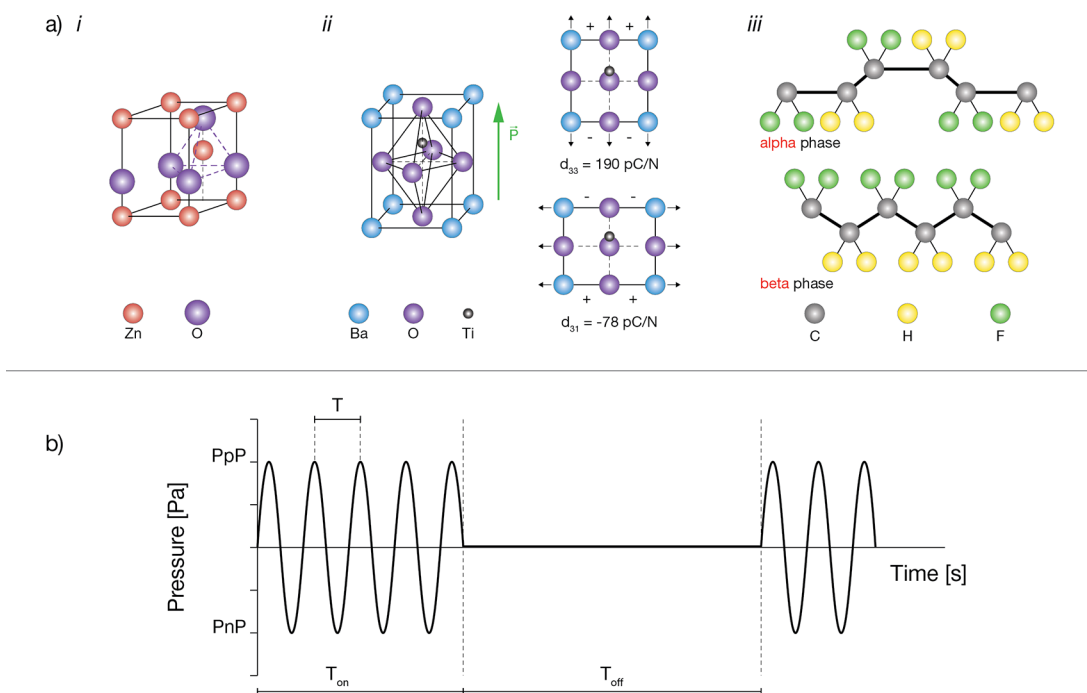 a) i
ii
iii
+ +
- -
d33 = 190 pC/N
- -
+ +
d31 = -78 pC/N
P
alpha phase
beta phase
Zn O
Ba O Ti
C H F
b)
T
PpP
PnP
Pressure [Pa]
Time [s]
Ton
Toff